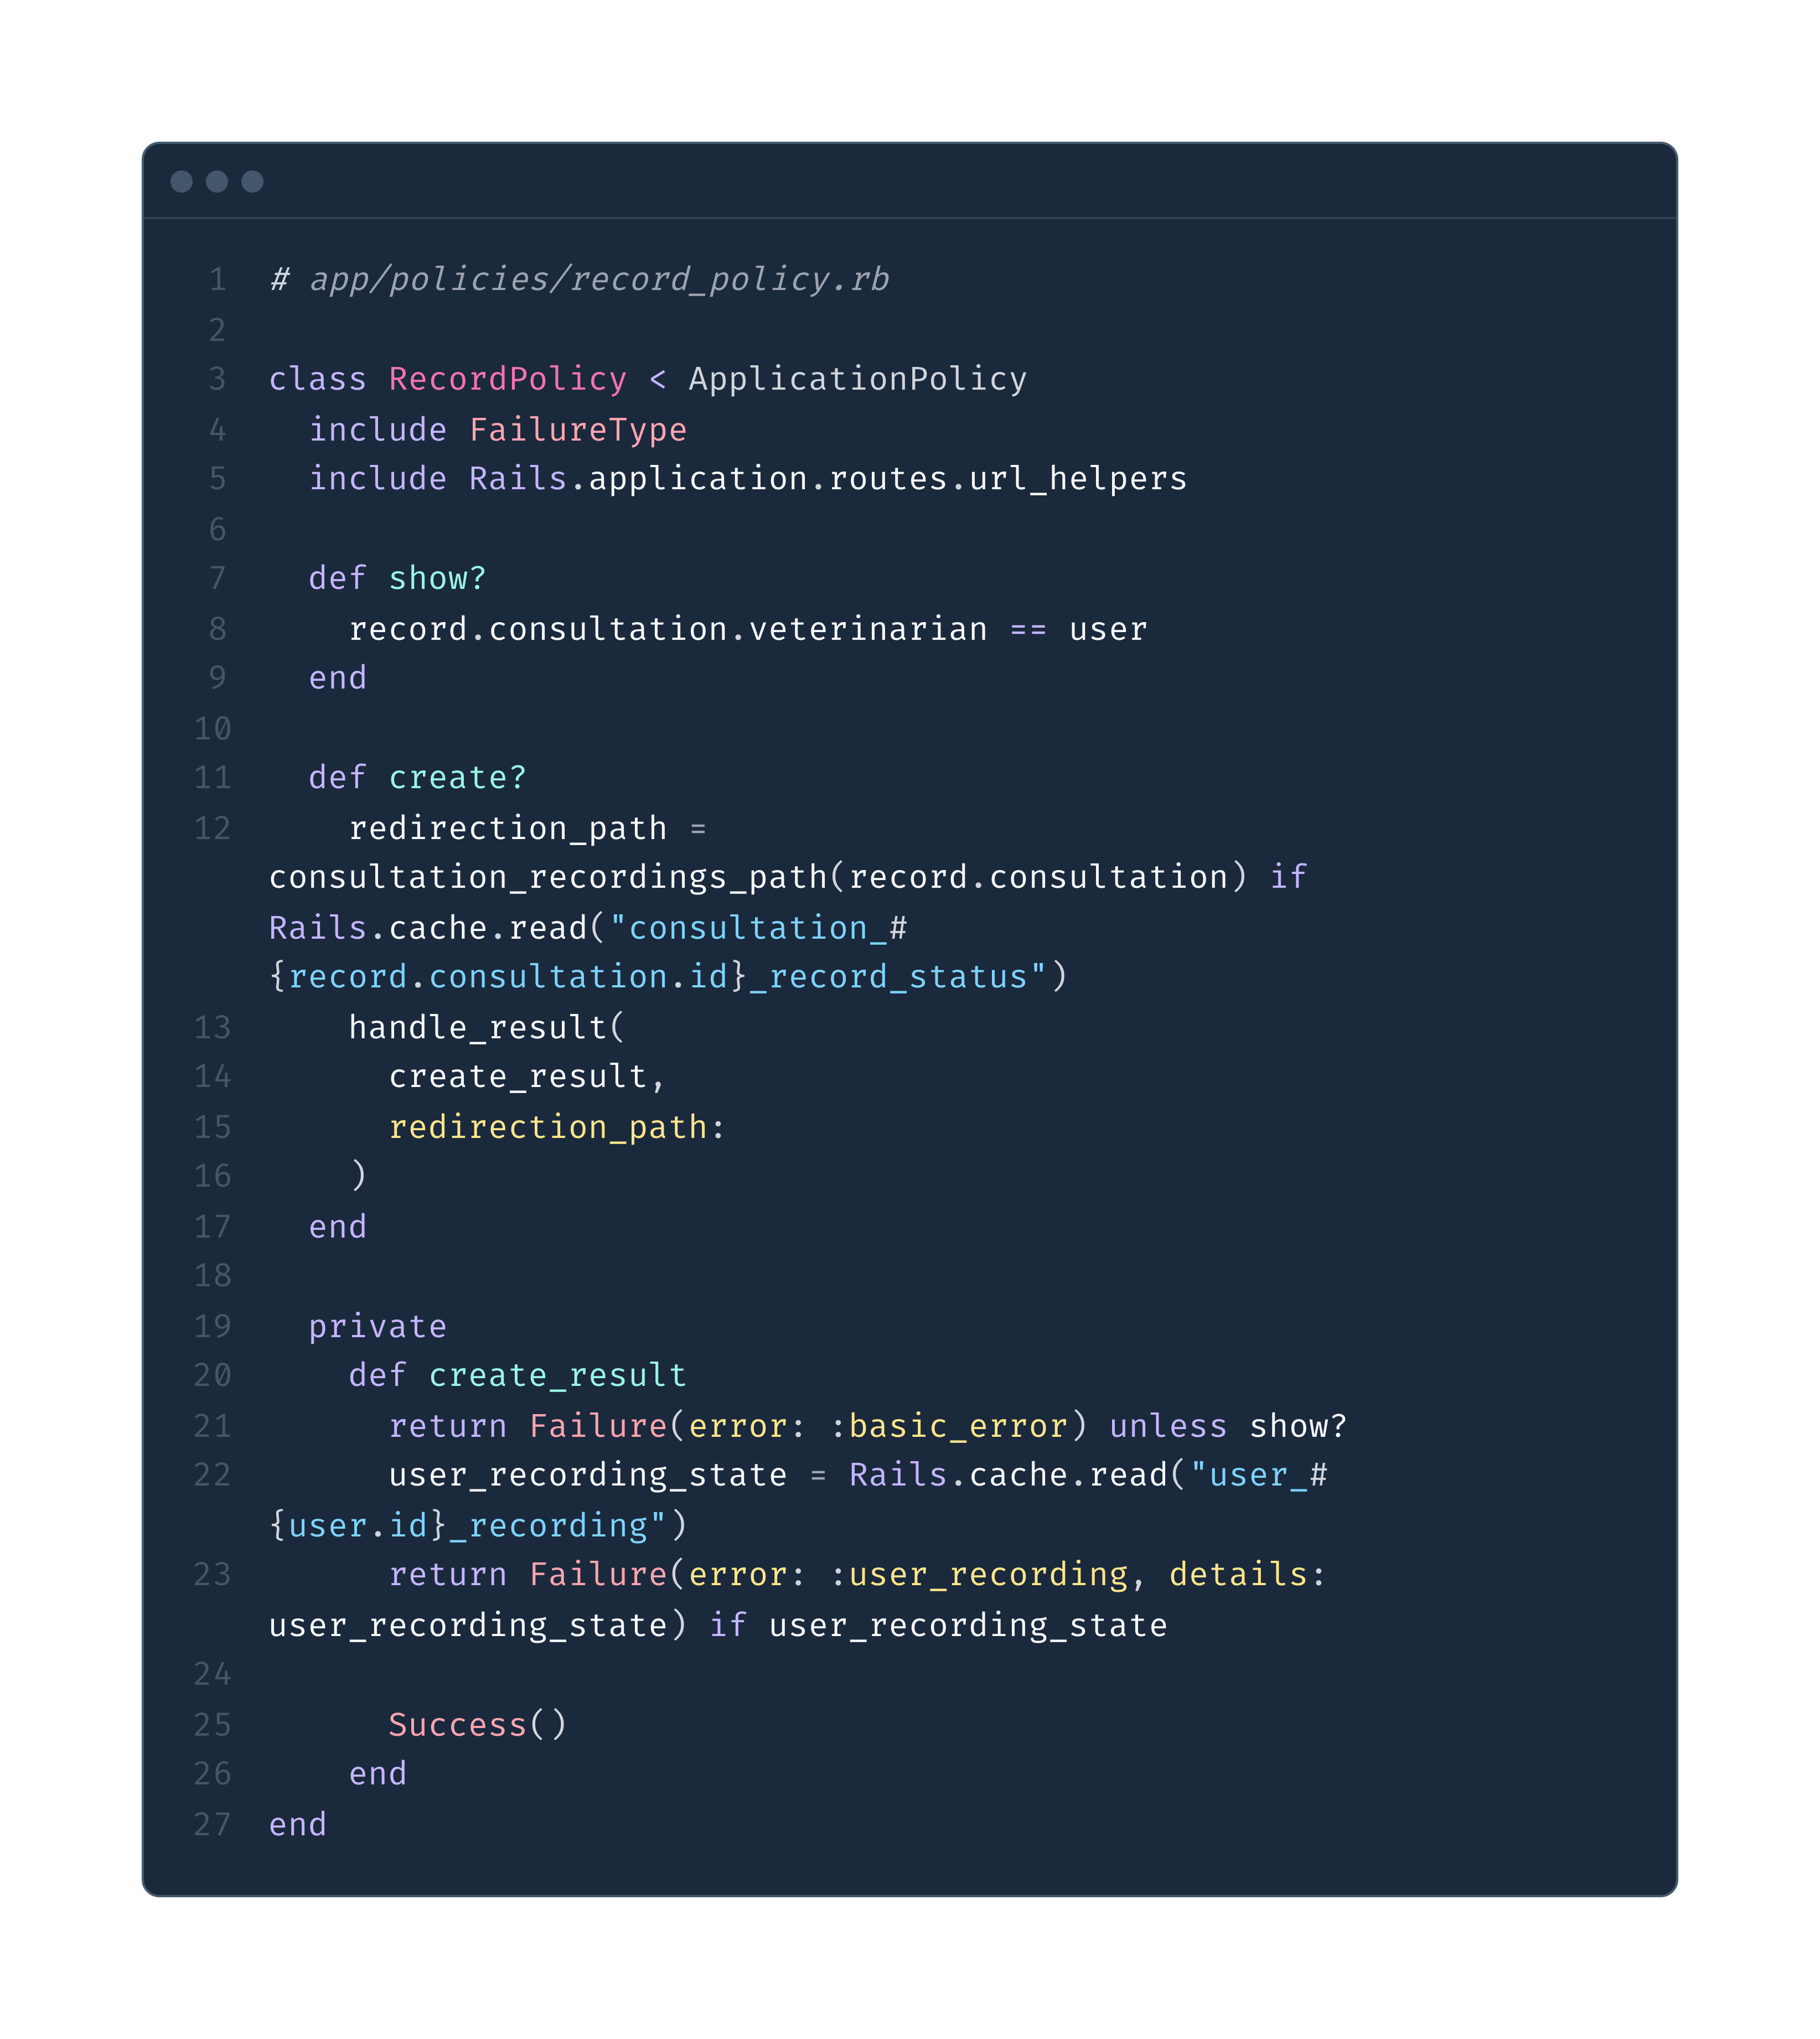 1 # app/policies/record_policy.rb
2
3 class RecordPolicy < ApplicationPolicy
4   include FailureType
5   include Rails.application.routes.url_helpers
6
7   def show?
8     record.consultation.veterinarian == user
9   end
10
11   def create?
12     redirection_path =
consultation_recordings_path(record.consultation) if
Rails.cache.read("consultation_#
{record.consultation.id}_record_status")
13     handle_result(
14       create_result,
15       redirection_path:
16     )
17   end
18
19   private
20     def create_result
21       return Failure(error: :basic_error) unless show?
22       user_recording_state = Rails.cache.read("user_#
{user.id}_recording")
23       return Failure(error: :user_recording, details:
user_recording_state) if user_recording_state
24
25       Success()
26     end
27 end